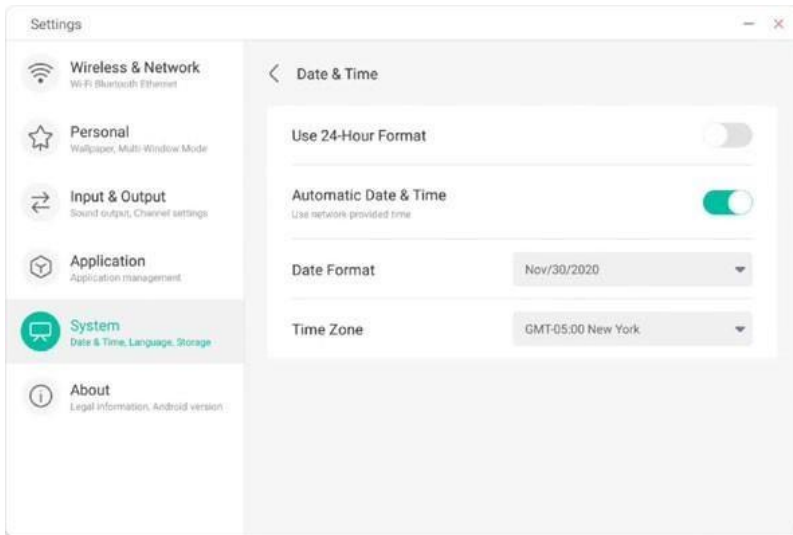 Settings
Wireless & Network
Wi-Fi Bluetooth Ethernet
Personal
Wallpaper, Multi-Window Mode
Input & Output
Sound output, Channel settings
Application
Application management
System
Date & Time, Language, Storage
About
Legal information, Android version
Date & Time
Use 24-Hour Format
Automatic Date & Time
Use network provided time
Date Format
Nov/30/2020
Time Zone
GMT-05:00 New York